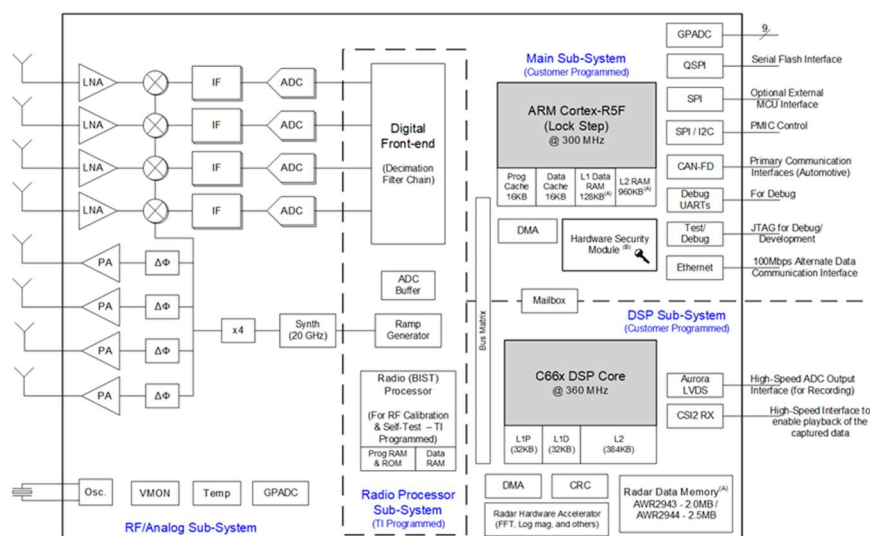 LNA
IF
ADC
LNA
IF
ADC
LNA
IF
ADC
LNA
IF
ADC
PA
ΔΦ
PA
ΔΦ
PA
ΔΦ
PA
ΔΦ
x4
Synth
(20 GHz)
Osc.
VMON
Temp
GPADC
RF/Analog Sub-System
Digital
Front-end
(Decimation
Filter Chain)
ADC
Buffer
Ramp
Generator
Radio (BIST)
Processor
(For RF Calibration
& Self-Test – TI
Programmed)
Prog RAM
& ROM
Data
RAM
Radio Processor
Sub-System
(TI Programmed)
Main Sub-System
(Customer Programmed)
ARM Cortex-R5F
(Lock Step)
@ 300 MHz
Prog
Cache
16KB
Data
Cache
16KB
L1 Data
RAM
128KB(A)
L2 RAM
960KB(A)
DMA
Hardware Security
Module (B)
Bus Matrix
Mailbox
GPADC
9
QSPI
Serial Flash Interface
SPI
Optional External
MCU Interface
SPI / I2C
PMIC Control
CAN-FD
Primary Communication
Interfaces (Automotive)
Debug
UARTs
For Debug
Test/
Debug
JTAG for Debug/
Development
Ethernet
100Mbps Alternate Data
Communication Interface
DSP Sub-System
(Customer Programmed)
C66x DSP Core
@ 360 MHz
L1P
(32KB)
L1D
(32KB)
L2
(384KB)
Aurora
LVDS
High-Speed ADC Output
Interface (for Recording)
CSI2 RX
High-Speed Interface to
enable playback of the
captured data
DMA
CRC
Radar Hardware Accelerator
(FFT, Log mag, and others)
Radar Data Memory(A)
AWR2943 - 2.0MB /
AWR2944 - 2.5MB